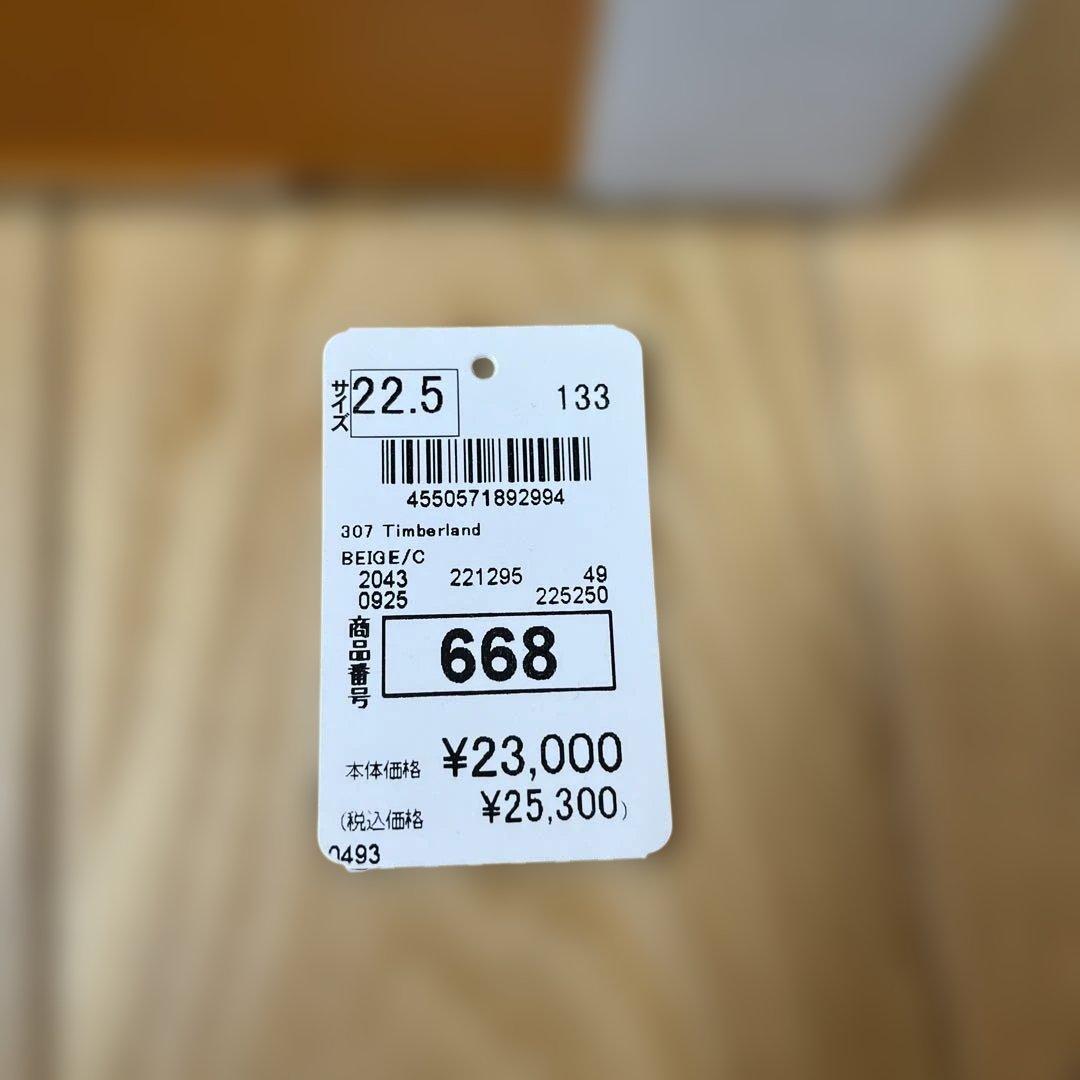 サイズ 22.5 133
4550571892994
307 Timberland
BEIGE/C
2043 221295 49
0925 225250
商品番号 668
本体価格 ¥23,000
(税込価格 ¥25,300)
0493